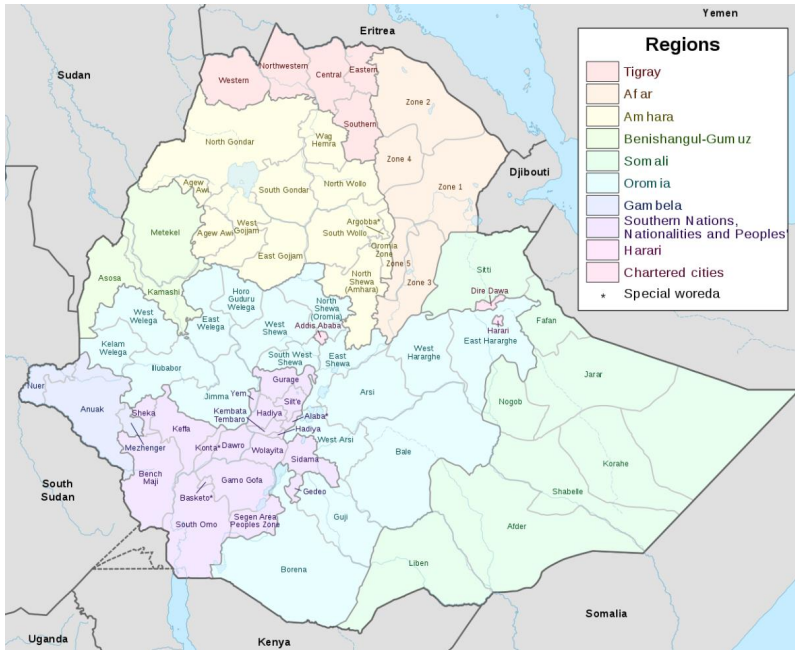 Yemen
Eritrea
Sudan
Regions
Tigray
Afar
Amhara
Benishangul-Gumuz
Somali
Oromia
Gambela
Southern Nations,
Nationalities and Peoples'
Harari
Chartered cities
* Special woreda
Western
Northwestern
Central
Eastern
Southern
Zone 2
North Gondar
Wag
Hemra
Zone 4
Djibouti
Agew
Awi
South Gondar
North Wollo
Zone 1
Metekel
Agew Awi
West
Gojjam
Argobba*
South Wollo
Oromia
Zone
East Gojjam
Zone 5
Asosa
Kamashi
North
Shewa
(Amhara)
Zone 3
Sitti
Dire Dawa
Horo
Guduru
Welega
North
Shewa
(Oromia)
West
Welega
East
Welega
West
Shewa
Addis Ababa
Harari
East Hararghe
Fafan
Kelam
Welega
South West
Shewa
East
Shewa
West
Hararghe
Illubabor
Jarar
Nuer
Anuak
Jimma
Yem
Gurage
Silt'e
Arsi
Nogob
Sheka
Keffa
Kembata
Tembaro
Hadiya
Alaba*
Hadiya
West Arsi
Mezhenger
Konta*
Dawro
Wolayita
Sidama
Bale
Korahe
Bench
Maji
Gamo Gofa
Basketo*
Gedeo
Shabelle
South
Sudan
South Omo
Segen Area
Peoples Zone
Guji
Afder
Borena
Liben
Somalia
Uganda
Kenya